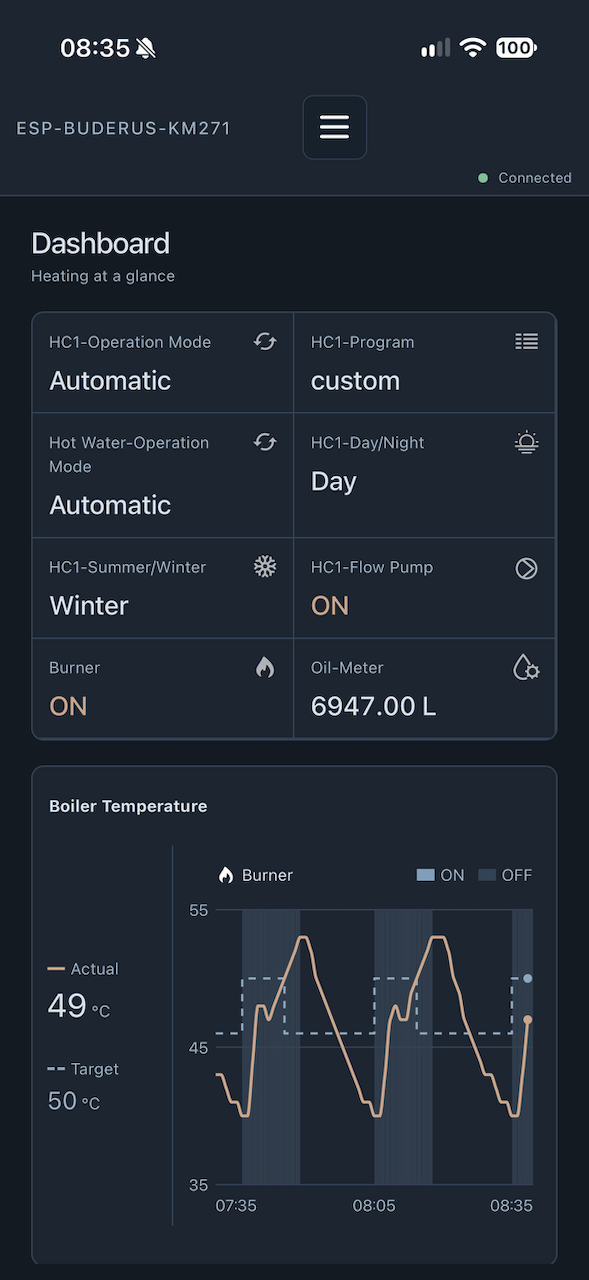 08:35
100
ESP-BUDERUS-KM271
Connected
Dashboard
Heating at a glance
HC1-Operation Mode
Automatic
HC1-Program
custom
Hot Water-Operation
Mode
Automatic
HC1-Day/Night
Day
HC1-Summer/Winter
Winter
HC1-Flow Pump
ON
Burner
ON
Oil-Meter
6947.00 L
Boiler Temperature
Actual
49 °C
Target
50 °C
Burner
ON
OFF
55
45
35
07:35
08:05
08:35